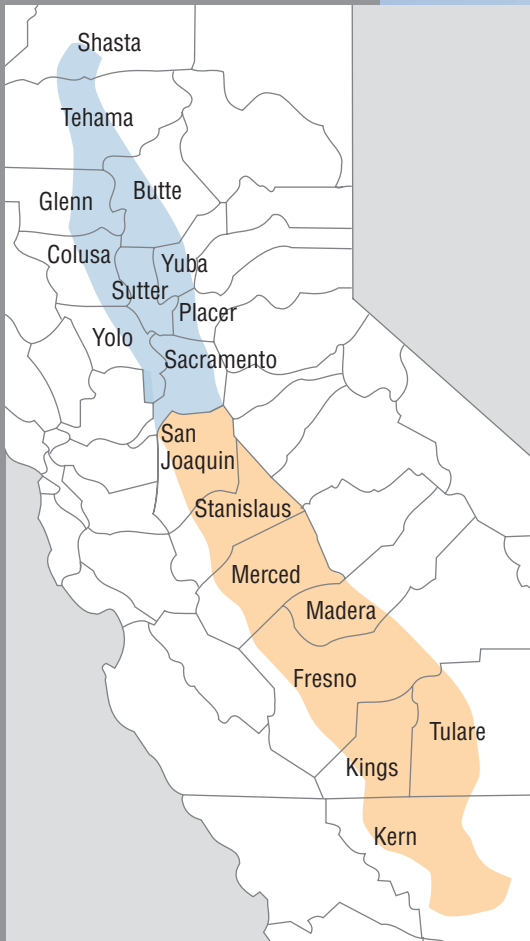 Shasta
Tehama
Butte
Glenn
Colusa
Yuba
Sutter
Placer
Yolo
Sacramento
San
Joaquin
Stanislaus
Merced
Madera
Fresno
Tulare
Kings
Kern